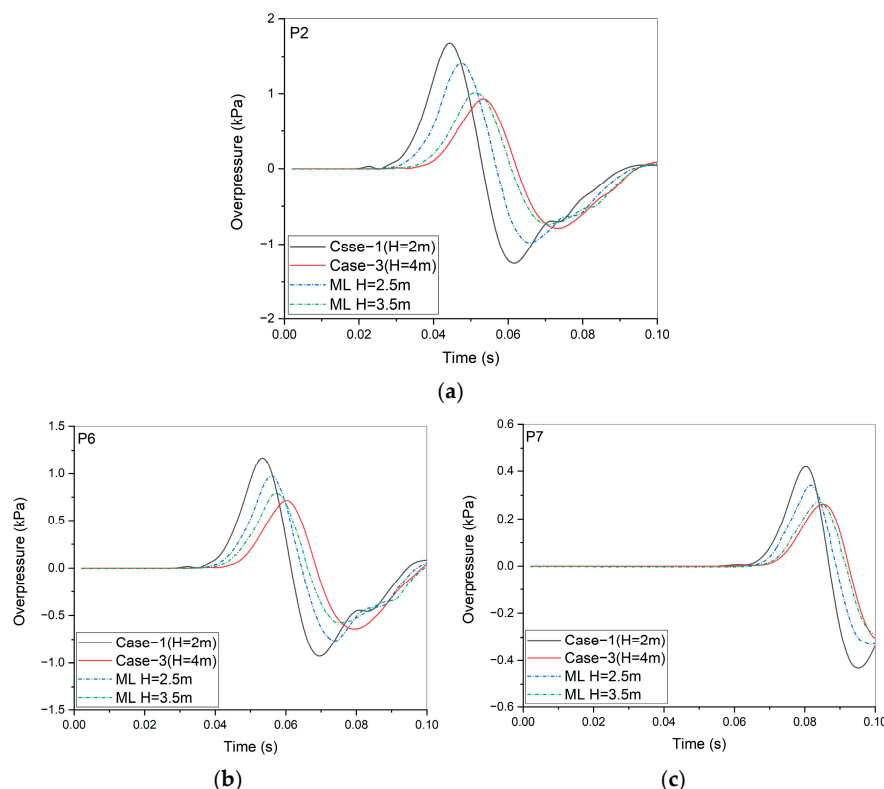 P2
2
1
0
−1
−2
Overpressure (kPa)
Csse−1(H=2m)
Case−3(H=4m)
ML H=2.5m
ML H=3.5m
0.00 0.02 0.04 0.06 0.08 0.10
Time (s)
(a)
P6
1.5
1.0
0.5
0.0
−0.5
−1.0
−1.5
Overpressure (kPa)
Case−1(H=2m)
Case−3(H=4m)
ML H=2.5m
ML H=3.5m
0.00 0.02 0.04 0.06 0.08 0.10
Time (s)
(b)
P7
0.6
0.4
0.2
0.0
−0.2
−0.4
−0.6
Overpressure (kPa)
Case−1(H=2m)
Case−3(H=4m)
ML H=2.5m
ML H=3.5m
0.00 0.02 0.04 0.06 0.08 0.10
Time (s)
(c)